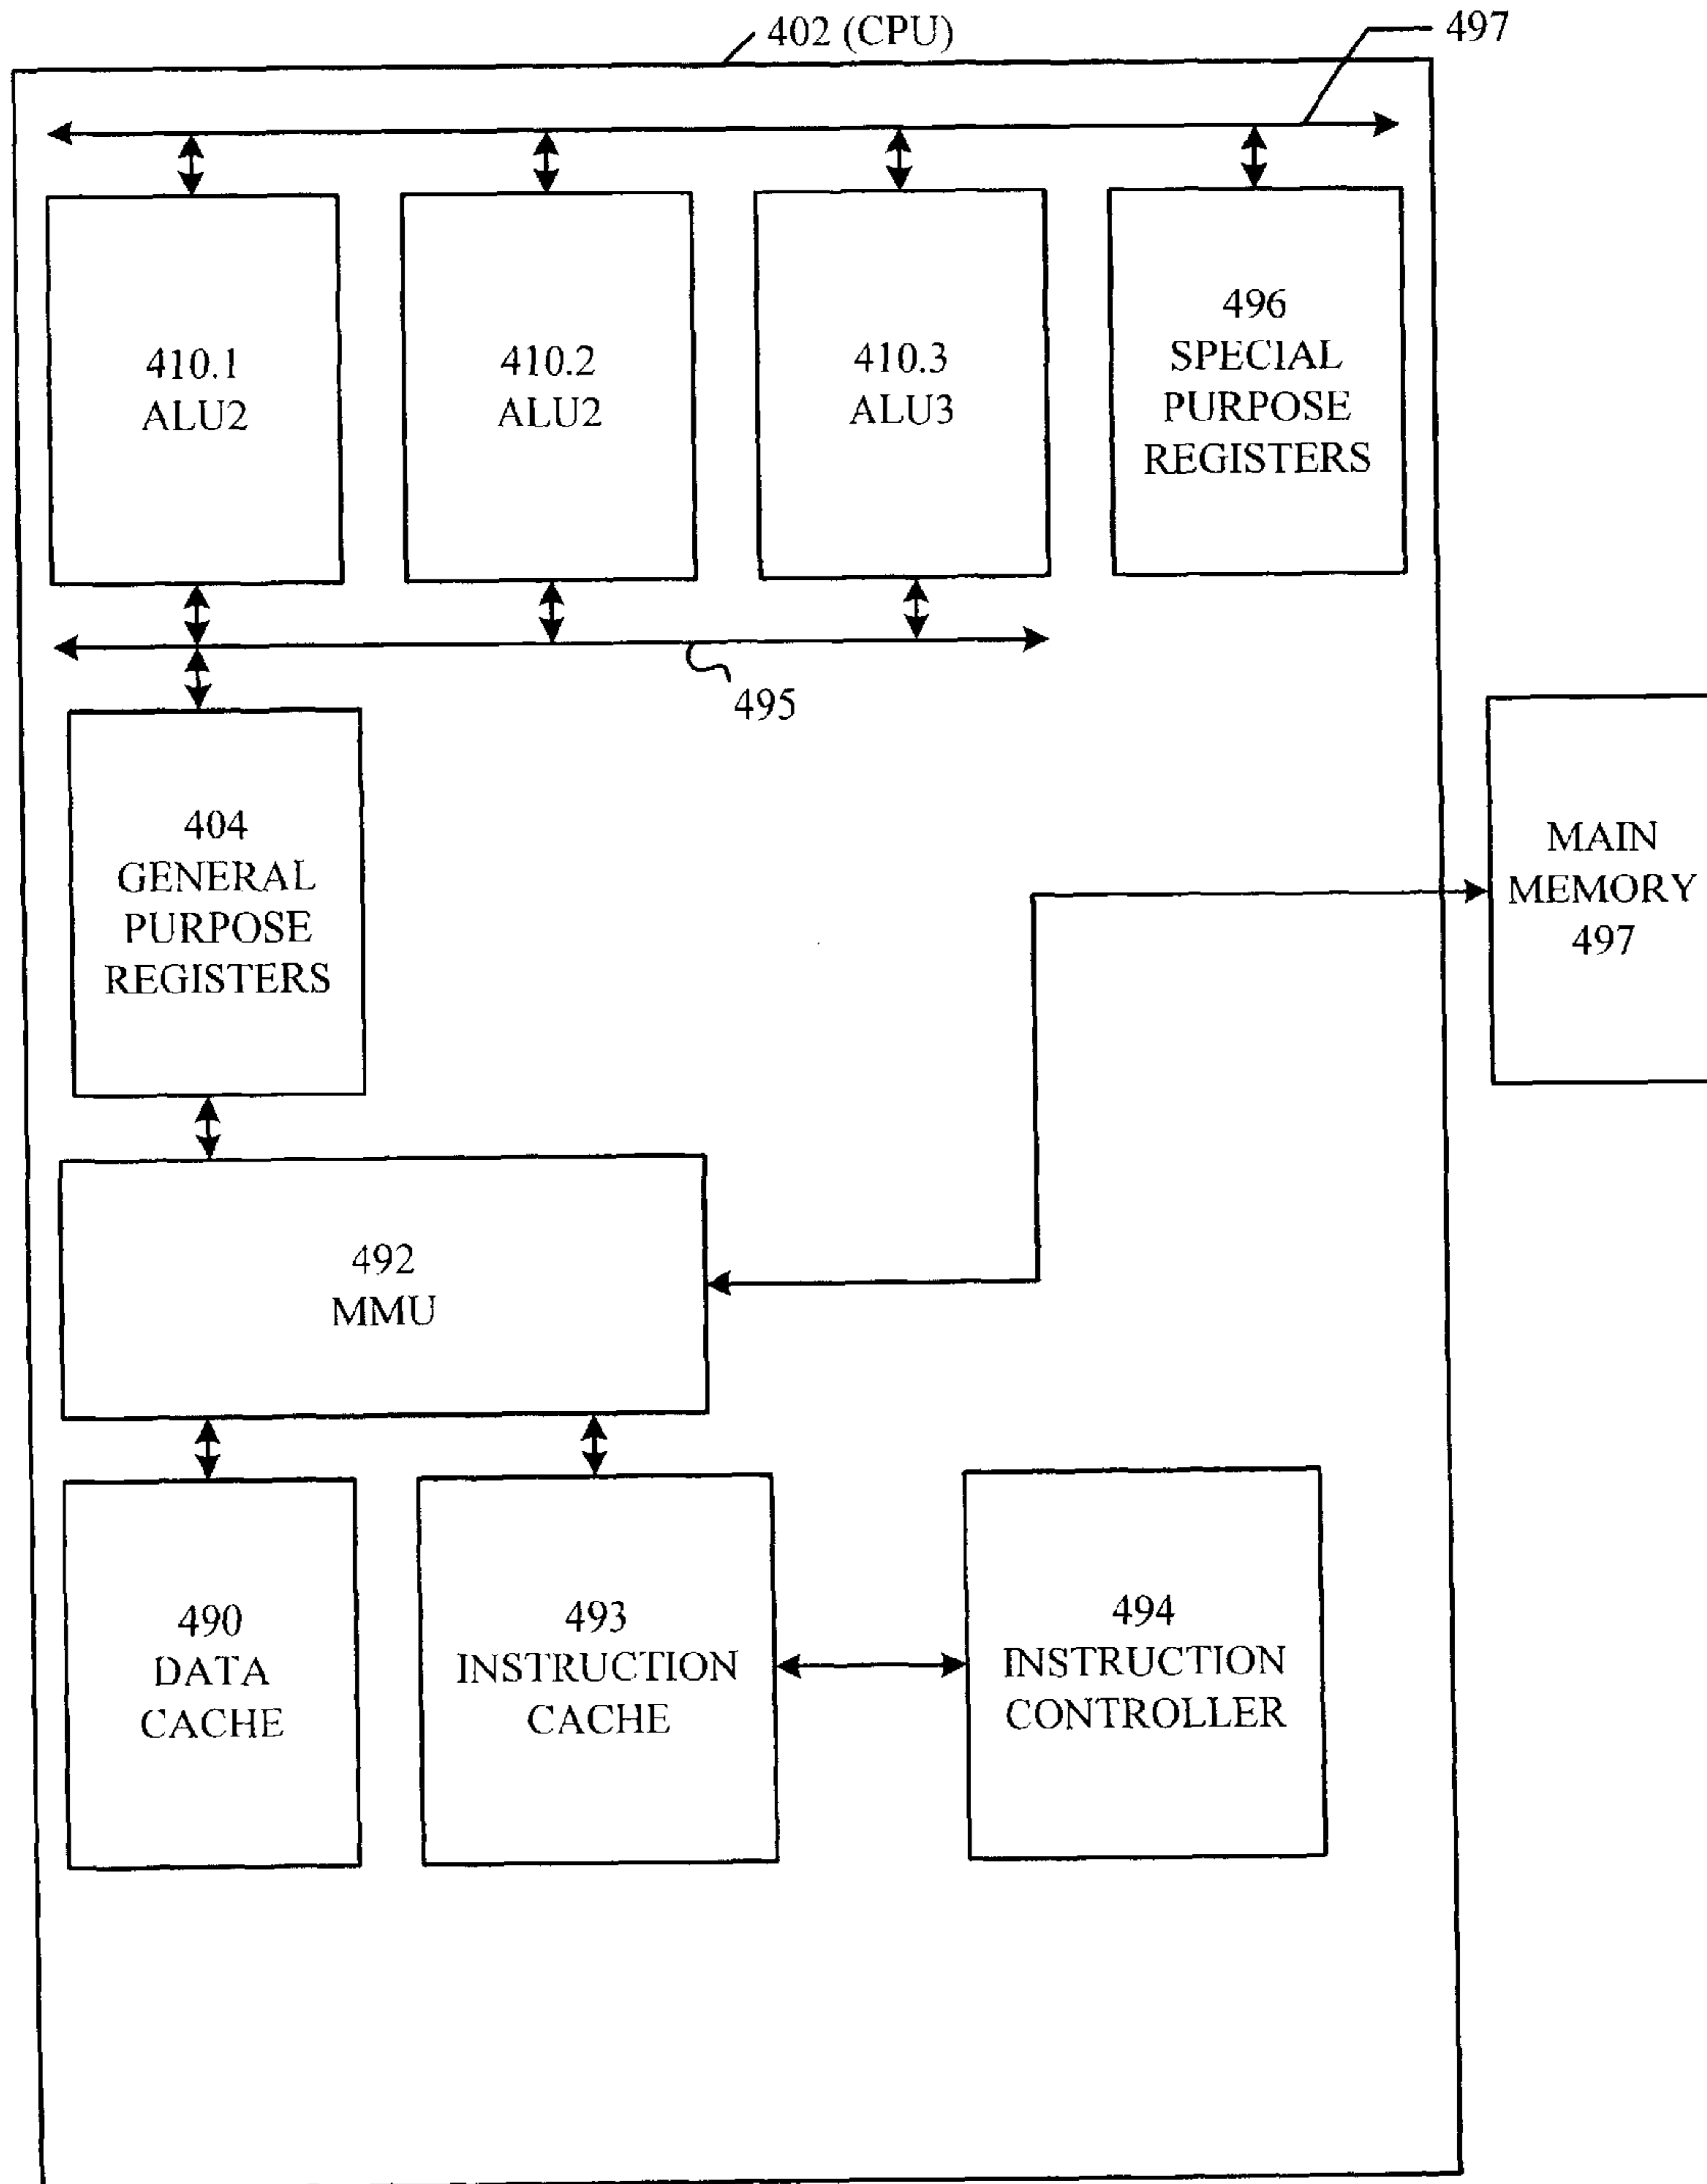 402 (CPU)
497
410.1
ALU2
410.2
ALU2
410.3
ALU3
496
SPECIAL
PURPOSE
REGISTERS
495
404
GENERAL
PURPOSE
REGISTERS
MAIN
MEMORY
497
492
MMU
490
DATA
CACHE
493
INSTRUCTION
CACHE
494
INSTRUCTION
CONTROLLER